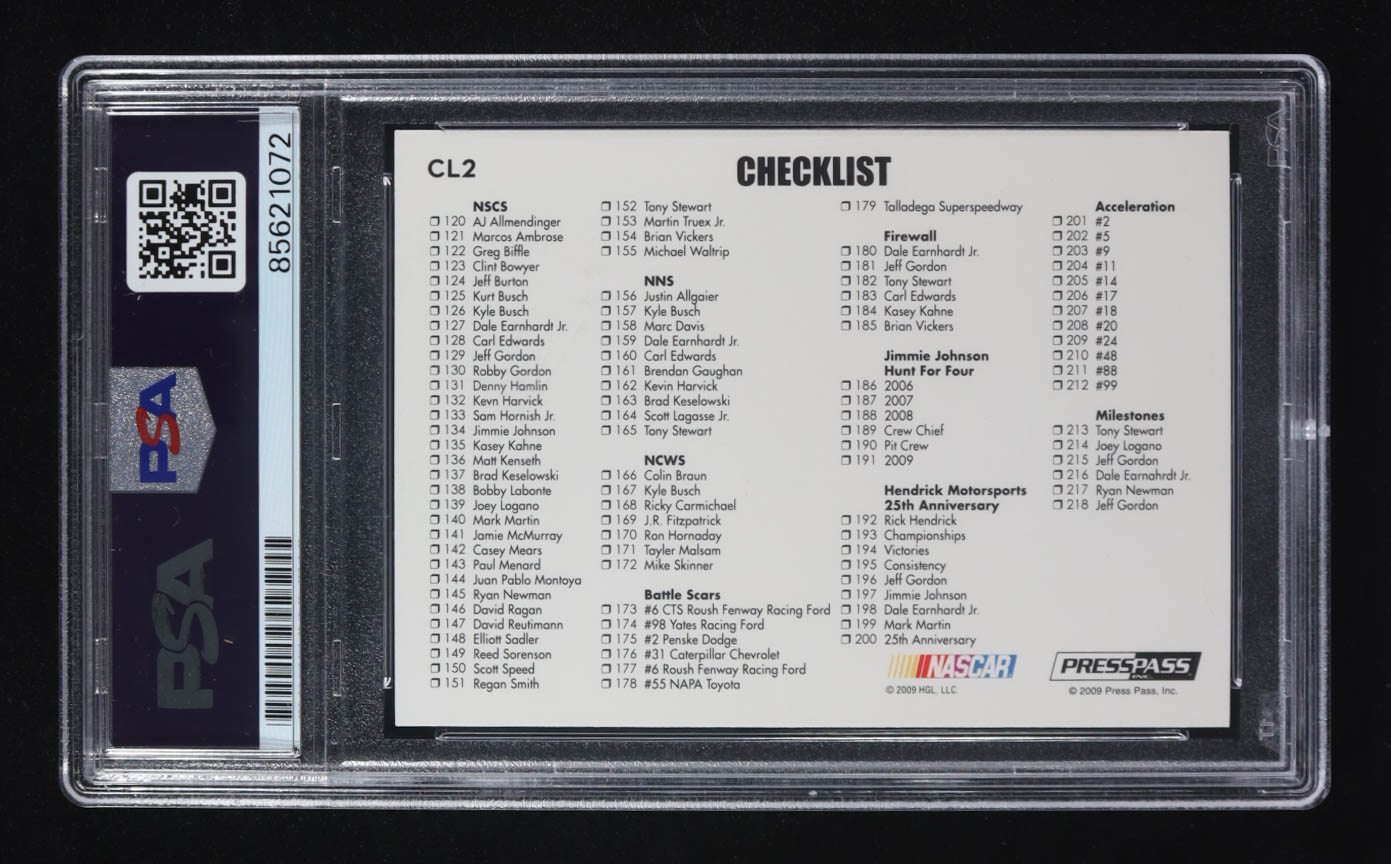 85621072
PSA
PSA
CL2
CHECKLIST
NSCS
120 AJ Allmendinger
121 Marcos Ambrose
122 Greg Biffle
123 Clint Bowyer
124 Jeff Burton
125 Kurt Busch
126 Kyle Busch
127 Dale Earnhardt Jr.
128 Carl Edwards
129 Jeff Gordon
130 Robby Gordon
131 Denny Hamlin
132 Kevn Harvick
133 Sam Hornish Jr.
134 Jimmie Johnson
135 Kasey Kahne
136 Matt Kenseth
137 Brad Keselowski
138 Bobby Labonte
139 Joey Logano
140 Mark Martin
141 Jamie McMurray
142 Casey Mears
143 Paul Menard
144 Juan Pablo Montoya
145 Ryan Newman
146 David Ragan
147 David Reutimann
148 Elliott Sadler
149 Reed Sorenson
150 Scott Speed
151 Regan Smith
152 Tony Stewart
153 Martin Truex Jr.
154 Brian Vickers
155 Michael Waltrip
NNS
156 Justin Allgaier
157 Kyle Busch
158 Marc Davis
159 Dale Earnhardt Jr.
160 Carl Edwards
161 Brendan Gaughan
162 Kevin Harvick
163 Brad Keselowski
164 Scott Lagasse Jr.
165 Tony Stewart
NCWS
166 Colin Braun
167 Kyle Busch
168 Ricky Carmichael
169 J.R. Fitzpatrick
170 Ron Hornaday
171 Tayler Malsam
172 Mike Skinner
Battle Scars
173 #6 CTS Roush Fenway Racing Ford
174 #98 Yates Racing Ford
175 #2 Penske Dodge
176 #31 Caterpillar Chevrolet
177 #6 Roush Fenway Racing Ford
178 #55 NAPA Toyota
179 Talladega Superspeedway
Firewall
180 Dale Earnhardt Jr.
181 Jeff Gordon
182 Tony Stewart
183 Carl Edwards
184 Kasey Kahne
185 Brian Vickers
Jimmie Johnson
Hunt For Four
186 2006
187 2007
188 2008
189 Crew Chief
190 Pit Crew
191 2009
Hendrick Motorsports
25th Anniversary
192 Rick Hendrick
193 Championships
194 Victories
195 Consistency
196 Jeff Gordon
197 Jimmie Johnson
198 Dale Earnhardt Jr.
199 Mark Martin
200 25th Anniversary
NASCAR
© 2009 HGL, LLC.
Acceleration
201 #2
202 #5
203 #9
204 #11
205 #14
206 #17
207 #18
208 #20
209 #24
210 #48
211 #88
212 #99
Milestones
213 Tony Stewart
214 Joey Logano
215 Jeff Gordon
216 Dale Earnahrdt Jr.
217 Ryan Newman
218 Jeff Gordon
PRESSPASS
INC.
© 2009 Press Pass, Inc.
PSA